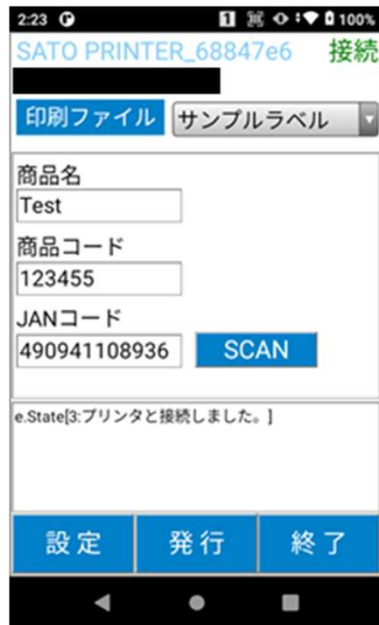 2:23 100%
SATO PRINTER_68847e6 接続
印刷ファイル サンプルラベル
商品名
Test
商品コード
123455
JANコード
490941108936 SCAN
e.State[3:プリンタと接続しました。]
設定 発行 終了